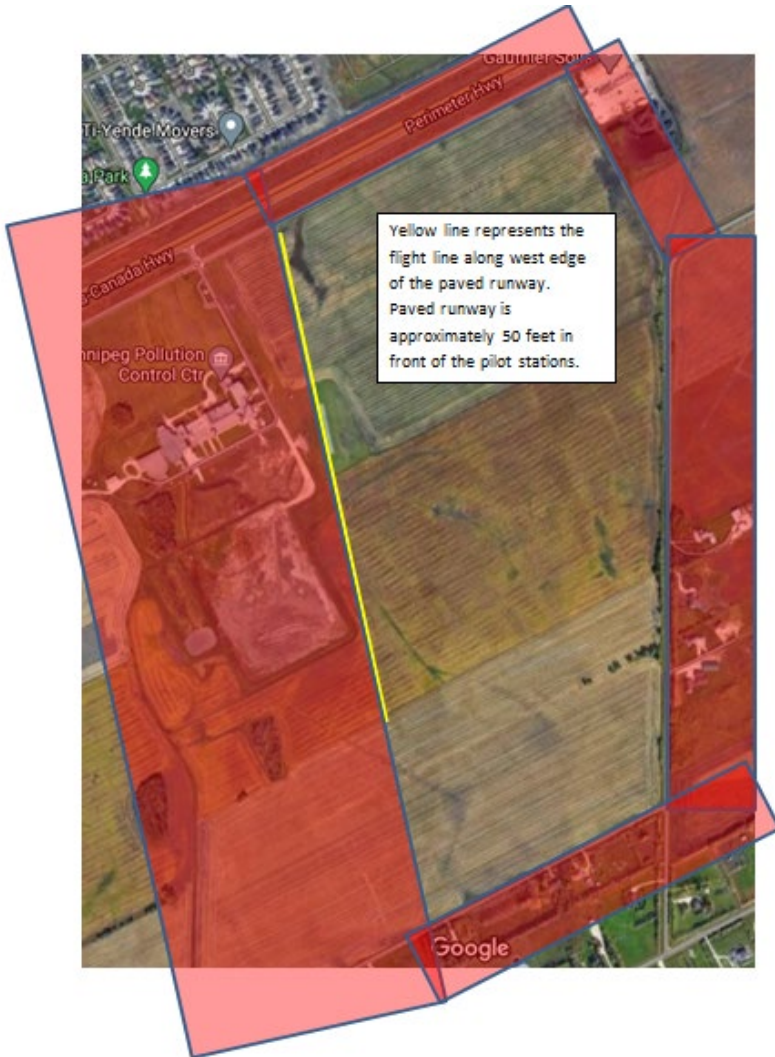 Gauthier
Perimeter Hwy
Ti-Yende Movers
a Park
-Canada Hwy
Yellow line represents the
flight line along west edge
of the paved runway.
Paved runway is
approximately 50 feet in
front of the pilot stations.
nnipeg Pollution
Control Ctr
Google